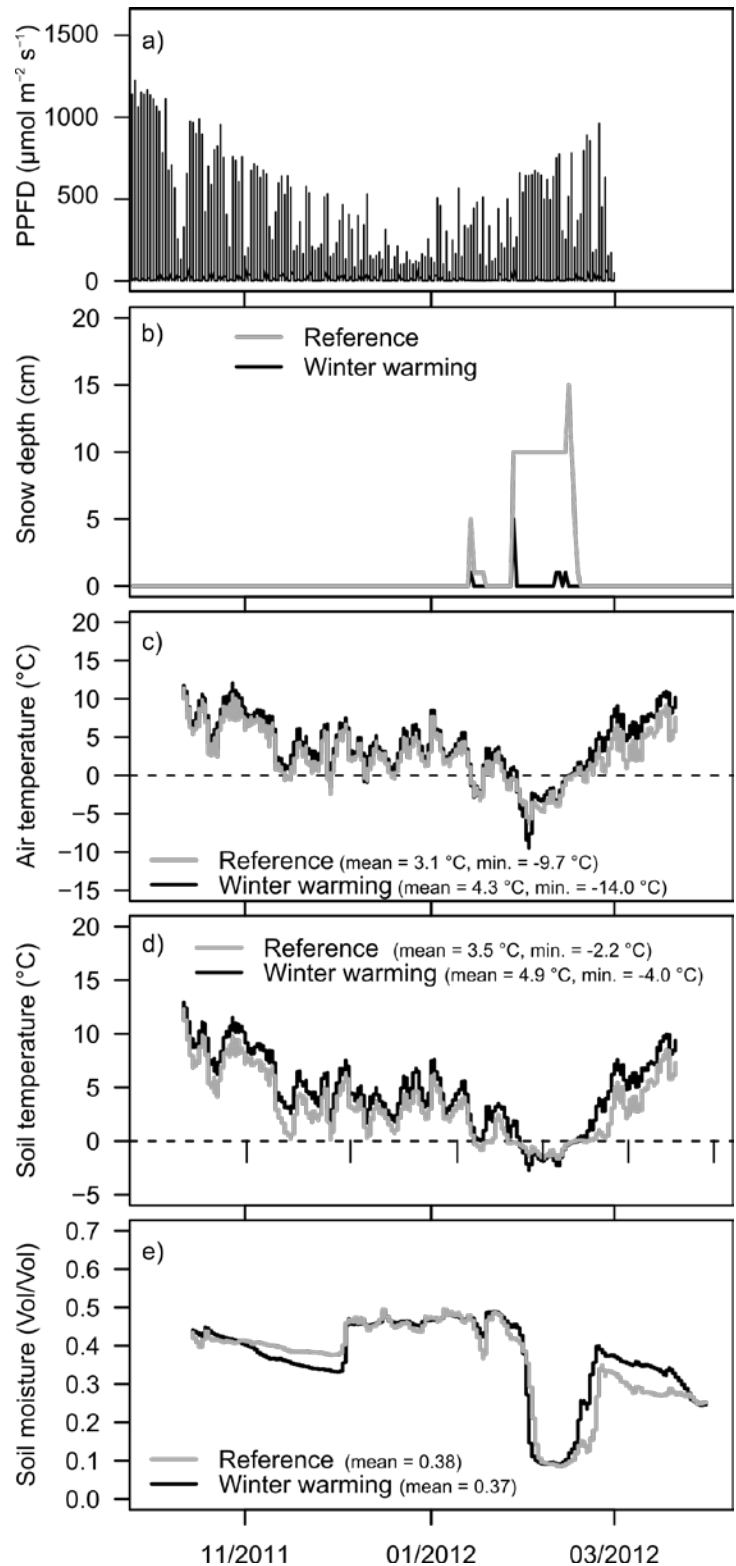 a)
1500
1000
500
0
PPFD (µmol m⁻² s⁻¹)
b)
20
15
10
5
0
Snow depth (cm)
Reference
Winter warming
c)
20
15
10
5
0
−5
−10
−15
Air temperature (°C)
Reference (mean = 3.1 °C, min. = -9.7 °C)
Winter warming (mean = 4.3 °C, min. = -14.0 °C)
d)
20
15
10
5
0
−5
Soil temperature (°C)
Reference (mean = 3.5 °C, min. = -2.2 °C)
Winter warming (mean = 4.9 °C, min. = -4.0 °C)
e)
0.7
0.6
0.5
0.4
0.3
0.2
0.1
0.0
Soil moisture (Vol/Vol)
Reference (mean = 0.38)
Winter warming (mean = 0.37)
11/2011 01/2012 03/2012